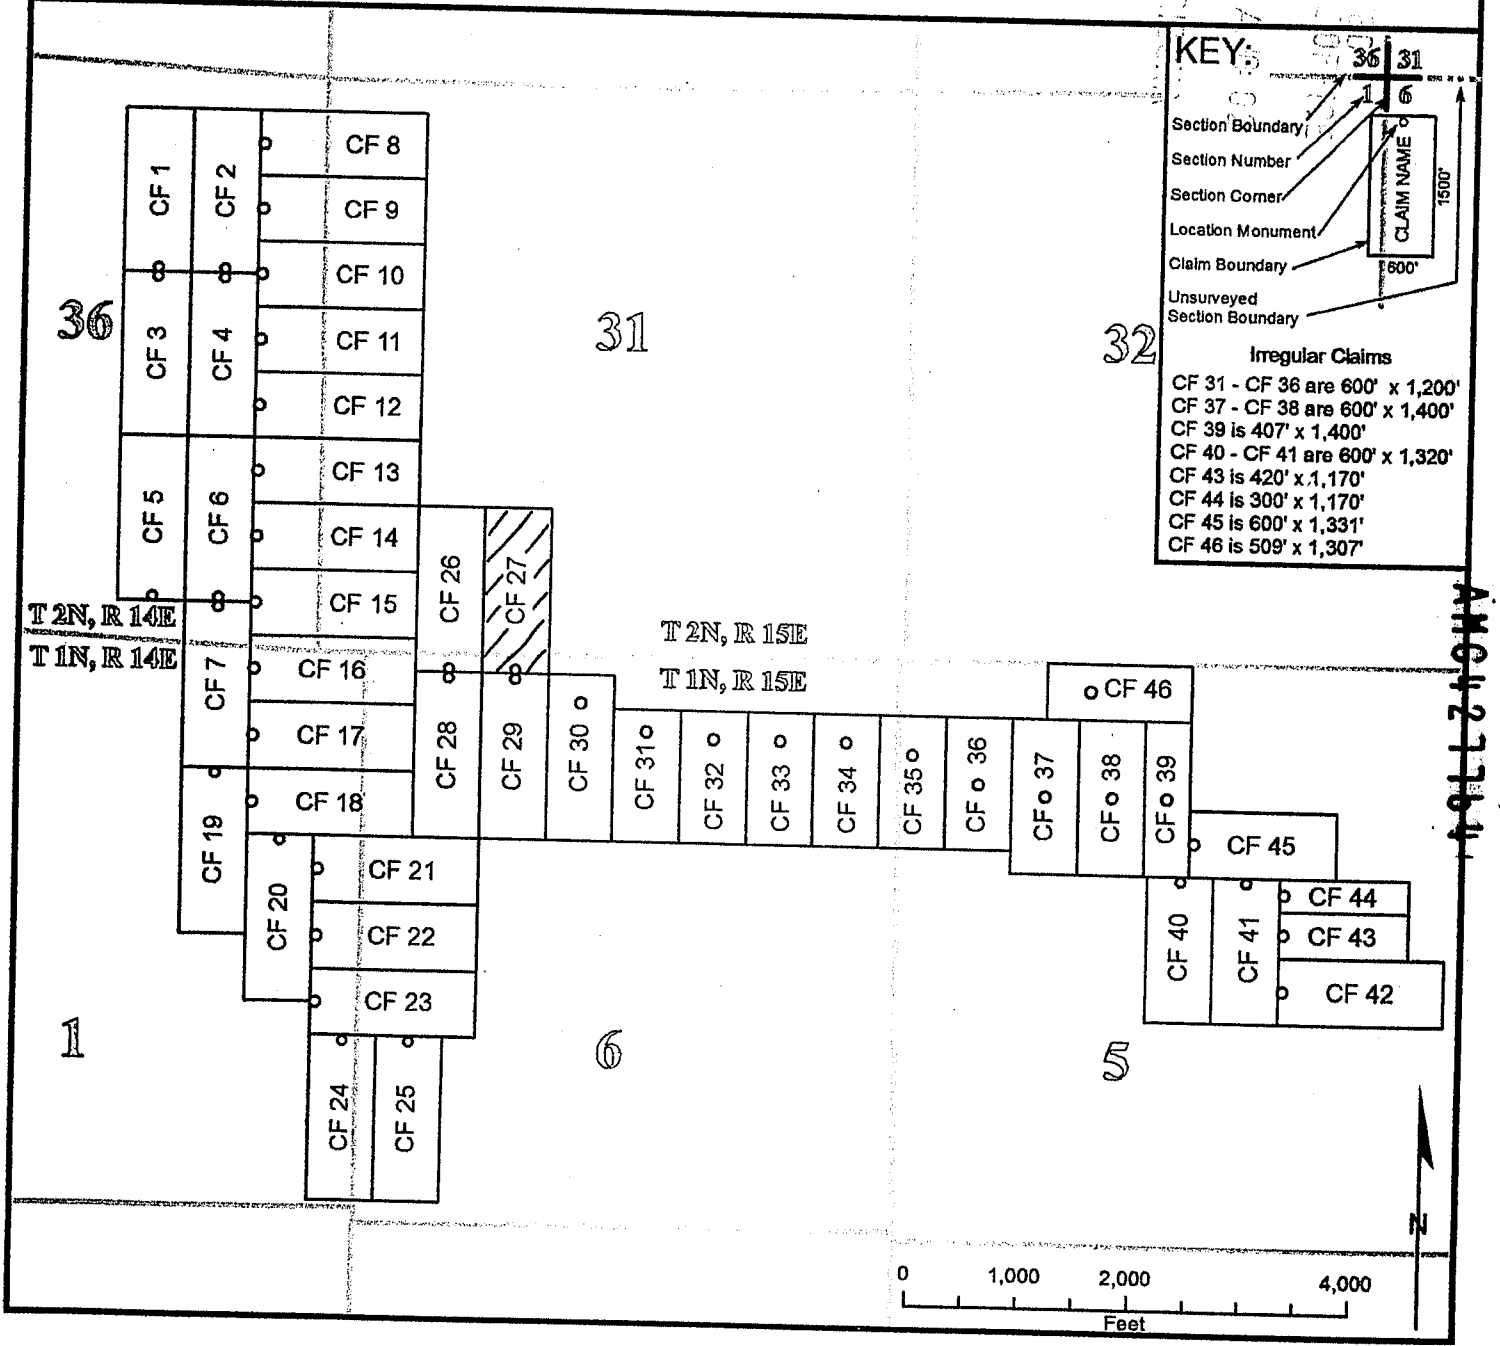 KEY:
36 31
1 6
Section Boundary
Section Number
Section Corner
Location Monument
Claim Boundary
Unsurveyed
Section Boundary
CLAIM NAME
1500'
600'
Irregular Claims
CF 31 - CF 36 are 600' x 1,200'
CF 37 - CF 38 are 600' x 1,400'
CF 39 is 407' x 1,400'
CF 40 - CF 41 are 600' x 1,320'
CF 43 is 420' x 1,170'
CF 44 is 300' x 1,170'
CF 45 is 600' x 1,331'
CF 46 is 509' x 1,307'
CF 1
CF 2
CF 8
CF 9
CF 10
36
CF 3
CF 4
CF 11
31
32
CF 12
CF 5
CF 6
CF 13
CF 14
CF 15
CF 26
CF 27
T 2N, R 14E
T 1N, R 14E
T 2N, R 15E
T 1N, R 15E
CF 7
CF 16
CF 17
CF 18
CF 28
CF 29
CF 30
CF 31
CF 32
CF 33
CF 34
CF 35
CF 36
CF 37
CF 38
CF 39
CF 46
CF 45
CF 19
CF 20
CF 21
CF 22
CF 23
CF 40
CF 41
CF 44
CF 43
CF 42
1
6
5
CF 24
CF 25
N
0 1,000 2,000 4,000
Feet